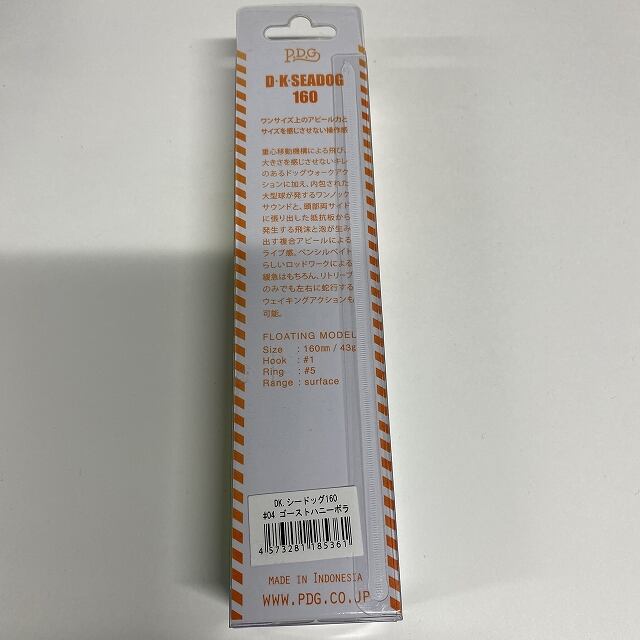 P.D.G
D·K·SEADOG
160
ワンサイズ上のアピール力と
サイズを感じさせない操作感
重心移動機構による飛び、
大きさを感じさせないキレ
のあるドッグウォークアク
ションに加え、内包された
大型球が発するワンノック
サウンドと、頭部両サイド
に張り出した抵抗板から
発生する飛沫と泡が生み
出す複合アピールによる
ライブ感。ペンシルベイト
らしいロッドワークによる
緩急はもちろん、リトリーブ
のみでも左右に蛇行する
ウェイキングアクションも
可能。
FLOATING MODEL
Size : 160mm / 43g
Hook : #1
Ring : #5
Range : surface
DK.シードッグ160
#04 ゴーストハニーボラ
4 573281 185361
MADE IN INDONESIA
WWW.PDG.CO.JP